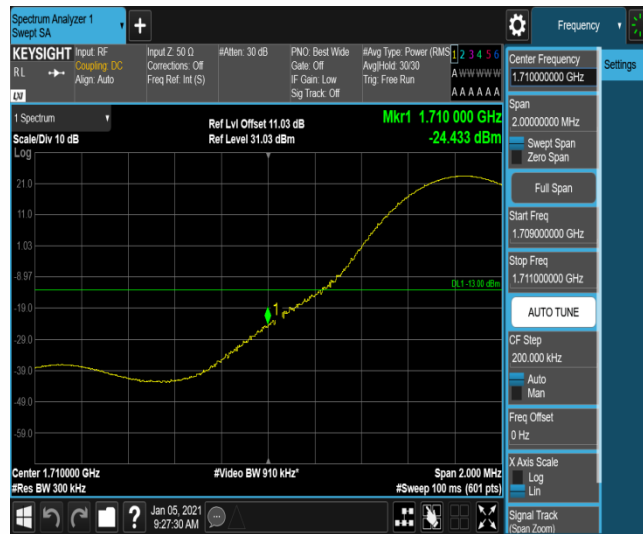 Spectrum Analyzer 1
Swept SA
Frequency
KEYSIGHT
R L
LXI
Input: RF
Coupling: DC
Align: Auto
Input Z: 50 Ω
Corrections: Off
Freq Ref: Int (S)
#Atten: 30 dB
PNO: Best Wide
Gate: Off
IF Gain: Low
Sig Track: Off
#Avg Type: Power (RMS
Avg|Hold: 30/30
Trig: Free Run
1 2 3 4 5 6
A W W W W W
A A A A A A
1 Spectrum
Scale/Div 10 dB
Log
Ref Lvl Offset 11.03 dB
Ref Level 31.03 dBm
Mkr1 1.710 000 GHz
-24.433 dBm
21.0
11.0
1.03
-8.97
-19.0
-29.0
-39.0
-49.0
-59.0
DL1 -13.00 dBm
1
Center 1.710000 GHz
#Res BW 300 kHz
#Video BW 910 kHz*
Span 2.000 MHz
#Sweep 100 ms (601 pts)
Jan 05, 2021
9:27:30 AM
Center Frequency
1.710000000 GHz
Settings
Span
2.00000000 MHz
Swept Span
Zero Span
Full Span
Start Freq
1.709000000 GHz
Stop Freq
1.711000000 GHz
AUTO TUNE
CF Step
200.000 kHz
Auto
Man
Freq Offset
0 Hz
X Axis Scale
Log
Lin
Signal Track
(Span Zoom)